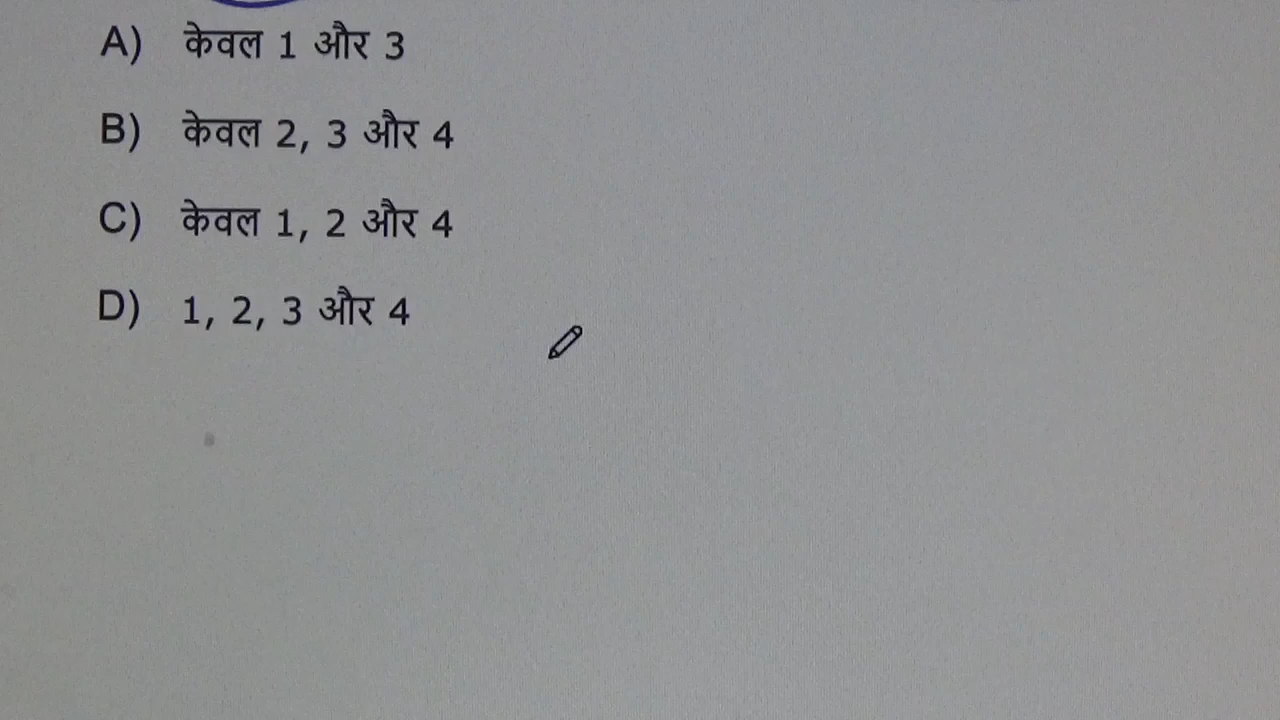 A) केवल 1 और 3
B) केवल 2, 3 और 4
C) केवल 1, 2 और 4
D) 1, 2, 3 और 4